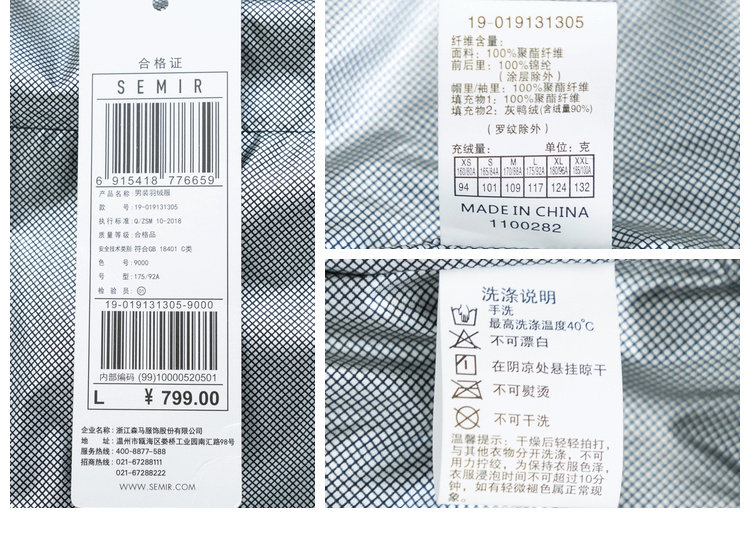 合格证
SEMIR
6 915418 776659
产品名称:男装羽绒服
款 号:19-019131305
执行标准:Q/ZSM 10-2018
质量等级:合格品
安全技术类别 符合GB 18401 C类
色 号:9000
号 型:175/92A
检 验 员:
19-019131305-9000
内部编码 (99)10000520501
L ￥799.00
企业名称:浙江森马服饰股份有限公司
地 址:温州市瓯海区娄桥工业园南汇路98号
服务热线:400-8877-588
招商热线:021-67288111
021-67288222
WWW.SEMIR.COM
19-019131305
纤维含量:
面料: 100%聚酯纤维
前后里: 100%锦纶
(涂层除外)
帽里/袖里: 100%聚酯纤维
填充物1: 100%聚酯纤维
填充物2: 灰鸭绒(含绒量90%)
(罗纹除外)
充绒量: 单位: 克
XS S M L XL XXL
160/80A 165/84A 170/88A 175/92A 180/96A 185/100A
94 101 109 117 124 132
MADE IN CHINA
1100282
洗涤说明
手洗
最高洗涤温度40°C
不可漂白
在阴凉处悬挂晾干
不可熨烫
不可干洗
温馨提示: 干燥后轻轻拍打,
与其他衣物分开洗涤, 不可
用力拧绞, 为保持衣服色泽,
衣服浸泡时间不可超过10分
钟, 如有轻微褪色属正常现
象。